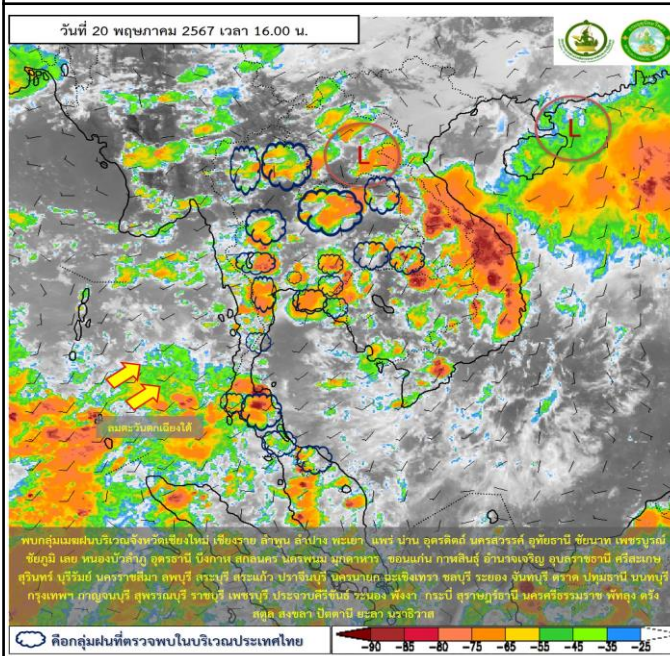 วันที่ 20 พฤษภาคม 2567 เวลา 16.00 น.
L
L
ลมตะวันตกเฉียงใต้
พบกลุ่มเมฆฝนบริเวณจังหวัดเชียงใหม่ เชียงราย ลำพูน ลำปาง พะเยา แพร่ น่าน อุตรดิตถ์ นครสวรรค์ อุทัยธานี ชัยนาท เพชรบูรณ์
ชัยภูมิ เลย หนองบัวลำภู อุดรธานี บึงกาฬ สกลนคร นครพนม มุกดาหาร ขอนแก่น กาฬสินธุ์ อำนาจเจริญ อุบลราชธานี ศรีสะเกษ
สุรินทร์ บุรีรัมย์ นครราชสีมา ลพบุรี สระบุรี สระแก้ว ปราจีนบุรี นครนายก ฉะเชิงเทรา ชลบุรี ระยอง จันทบุรี ตราด ปทุมธานี นนทบุรี
กรุงเทพฯ กาญจนบุรี สุพรรณบุรี ราชบุรี เพชรบุรี ประจวบคีรีขันธ์ ระนอง พังงา กระบี่ สุราษฎร์ธานี นครศรีธรรมราช พัทลุง ตรัง
สตูล สงขลา ปัตตานี ยะลา นราธิวาส
คือกลุ่มฝนที่ตรวจพบในบริเวณประเทศไทย
-90 -85 -80 -75 -65 -55 -45 -35 -25